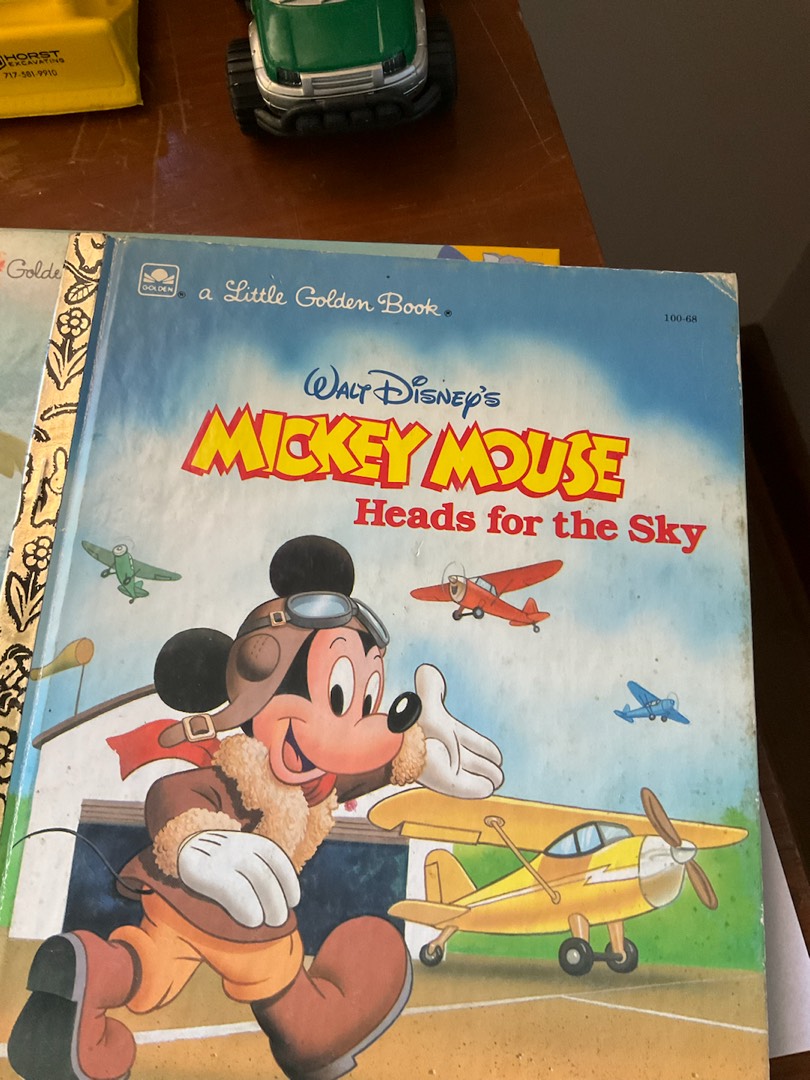 HORST
EXCAVATING
717-581-9910
Golde
GOLDEN
a Little Golden Book®
100-68
WALT DISNEY'S
MICKEY MOUSE
Heads for the Sky